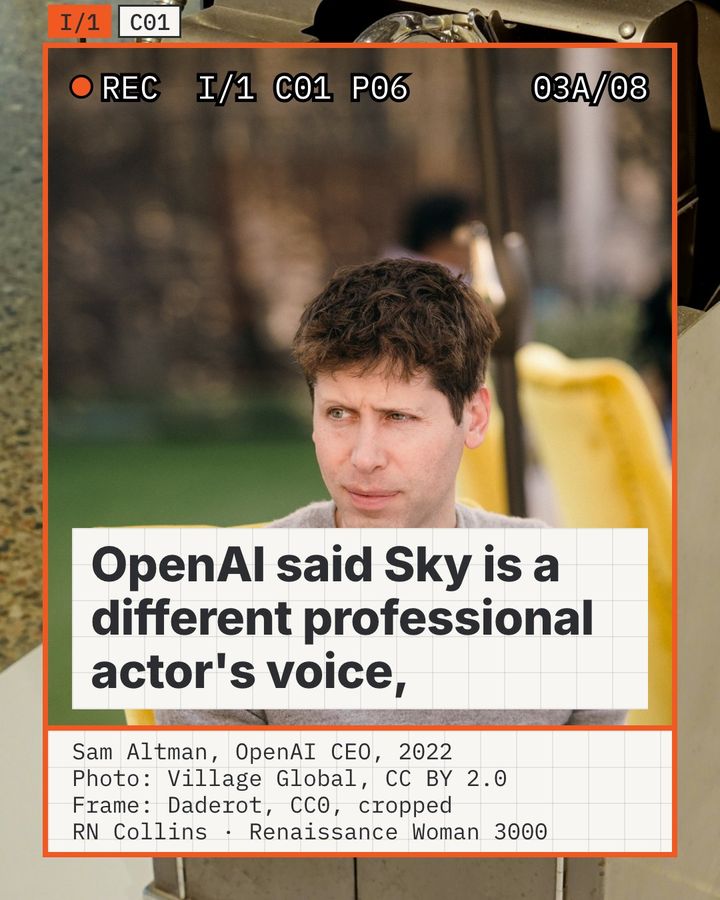 I/1 C01
REC I/1 C01 P06 03A/08
OpenAI said Sky is a
different professional
actor's voice,
Sam Altman, OpenAI CEO, 2022
Photo: Village Global, CC BY 2.0
Frame: Daderot, CC0, cropped
RN Collins · Renaissance Woman 3000